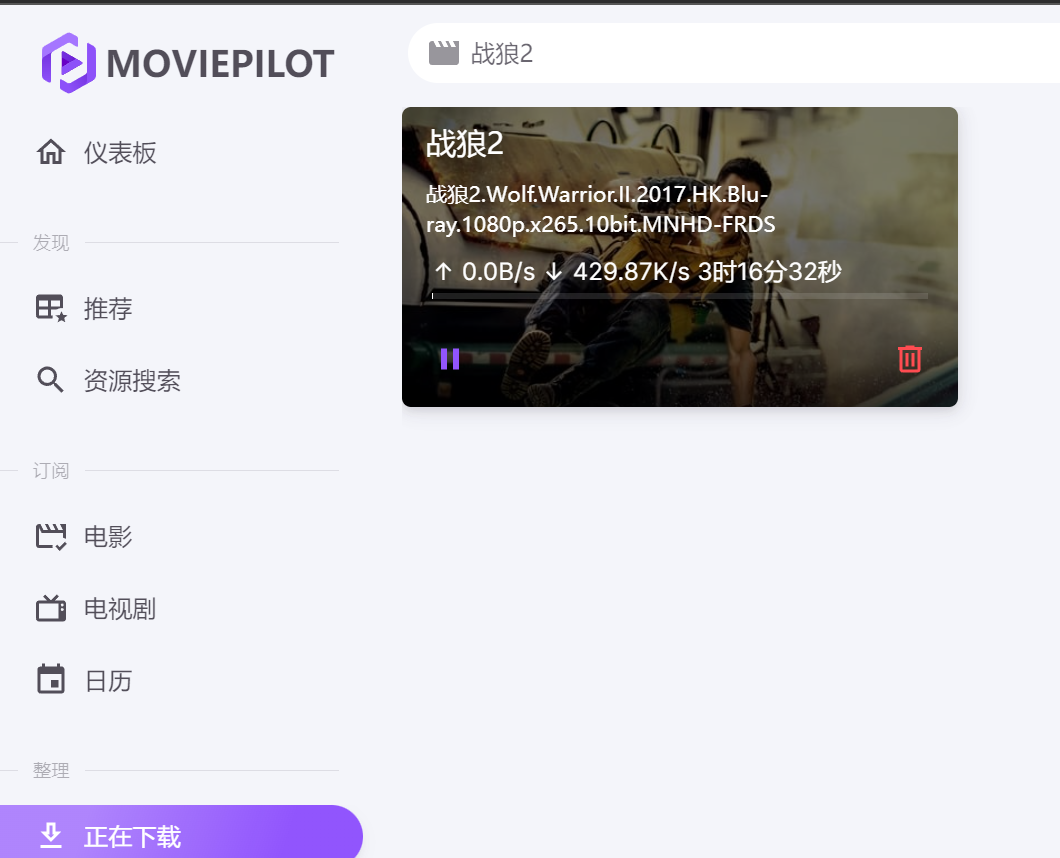 MOVIEPILOT
战狼2
仪表板
发现
推荐
资源搜索
订阅
电影
电视剧
日历
整理
正在下载
战狼2
战狼2.Wolf.Warrior.II.2017.HK.Blu-
ray.1080p.x265.10bit.MNHD-FRDS
↑ 0.0B/s ↓ 429.87K/s 3时16分32秒